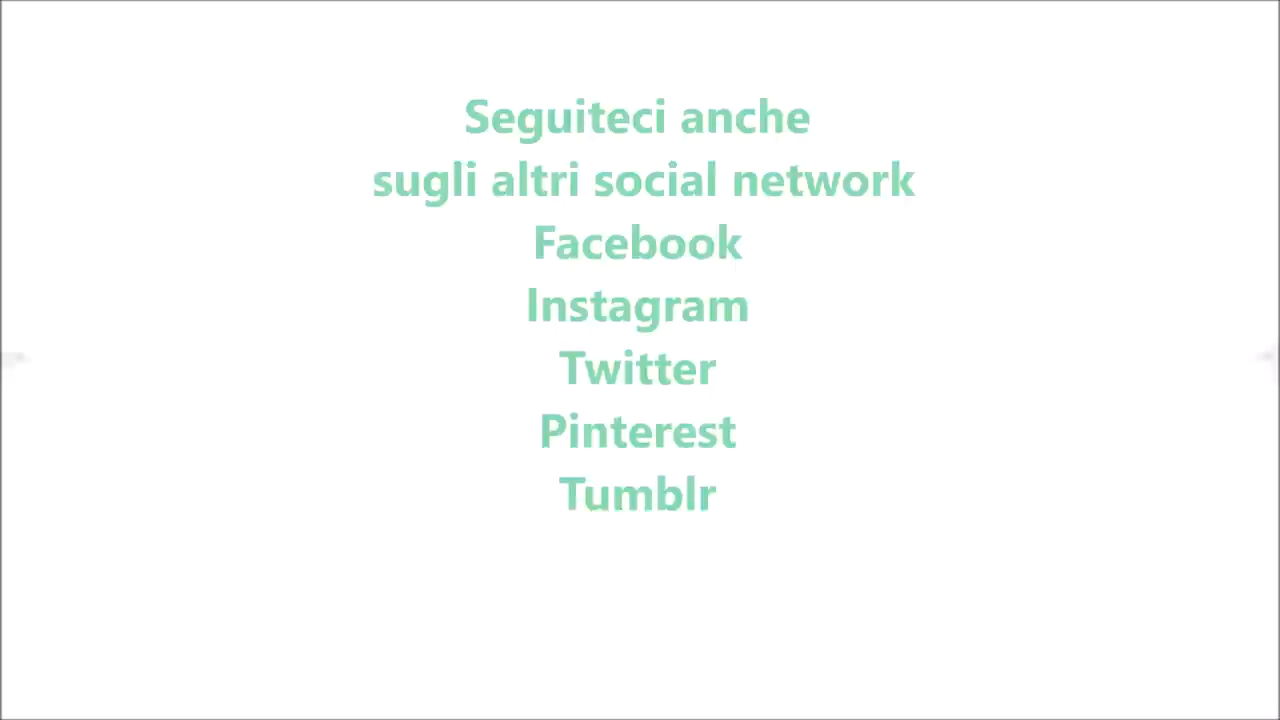 Seguiteci anche
sugli altri social network
Facebook
Instagram
Twitter
Pinterest
Tumblr